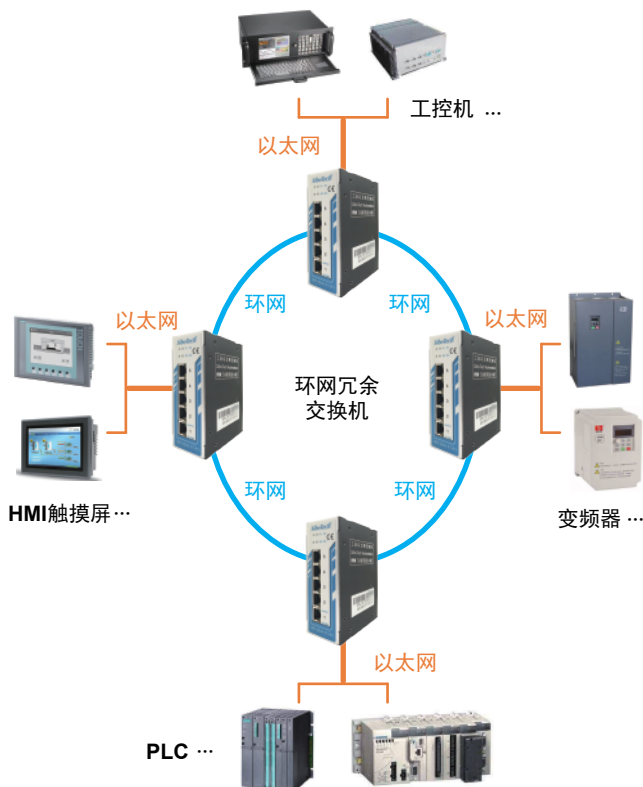 工控机 ...
以太网
环网
环网
以太网
以太网
环网冗余
交换机
环网
环网
HMI触摸屏...
变频器 ...
以太网
PLC ...